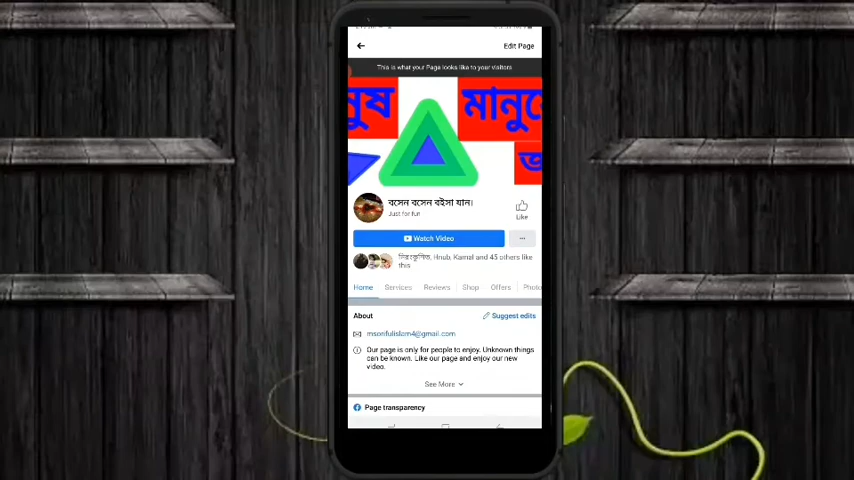 Edit Page
This is what your Page looks like to your visitors
মানুষে
বসেন বসেন বইসা যান।
Just for fun
Like
Watch Video
Hnub, Kamal and 45 others like
this
Home Services Reviews Shop Offers Photo
About
Suggest edits
msorifulislam4@gmail.com
Our page is only for people to enjoy. Unknown things
can be known. Like our page and enjoy our new
video.
See More
Page transparency